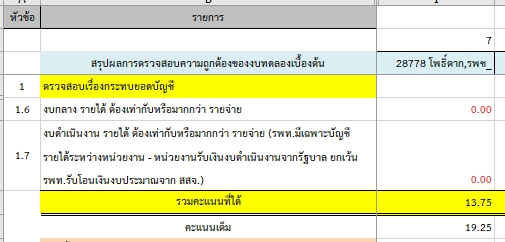 หัวข้อ รายการ
7
สรุปผลการตรวจสอบความถูกต้องของงบทดลองเบื้องต้น 28778 โพธิ์ตาก,รพช_
1 ตรวจสอบเรื่องกระทบยอดบัญชี
1.6 งบกลาง รายได้ ต้องเท่ากับหรือมากกว่า รายจ่าย 0.00
งบดำเนินงาน รายได้ ต้องเท่ากับหรือมากกว่า รายจ่าย (รพท.มีเฉพาะบัญชี
1.7 รายได้ระหว่างหน่วยงาน - หน่วยงานรับเงินงบดำเนินงานจากรัฐบาล ยกเว้น
รพท.รับโอนเงินงบประมาณจาก สสจ.) 0.00
รวมคะแนนที่ได้ 13.75
คะแนนเต็ม 19.25